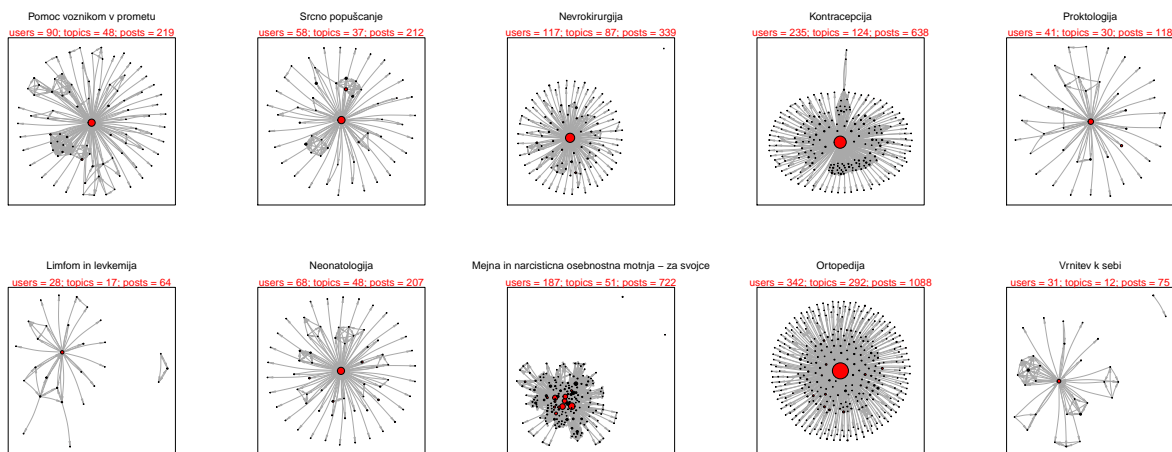 Pomoc voznikom v prometu
users = 90; topics = 48; posts = 219
Srcno popušcanje
users = 58; topics = 37; posts = 212
Nevrokirurgija
users = 117; topics = 87; posts = 339
Kontracepcija
users = 235; topics = 124; posts = 638
Proktologija
users = 41; topics = 30; posts = 118
Limfom in levkemija
users = 28; topics = 17; posts = 64
Neonatologija
users = 68; topics = 48; posts = 207
Mejna in narcisticna osebnostna motnja – za svojce
users = 187; topics = 51; posts = 722
Ortopedija
users = 342; topics = 292; posts = 1088
Vrnitev k sebi
users = 31; topics = 12; posts = 75